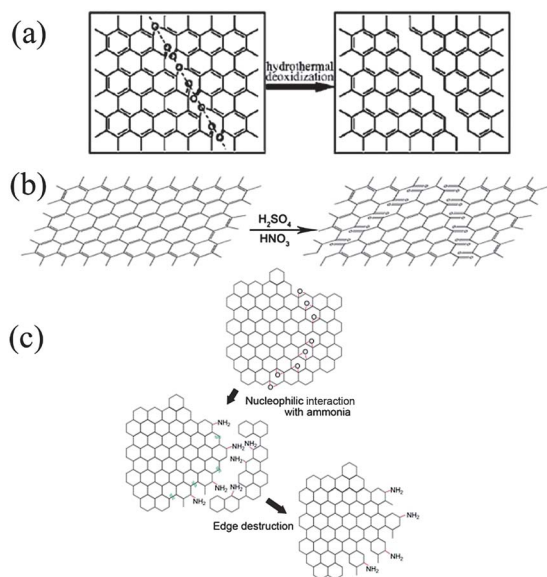 (a)
hydrothermal
deoxidization
(b)
H₂SO₄
HNO₃
(c)
O
O
O
O
O
O
O
Nucleophilic interaction
with ammonia
NH₂
NH₂
NH₂
NH₂
NH₂
NH₂
NH₂
NH₂
Edge destruction
NH₂
NH₂
NH₂
NH₂